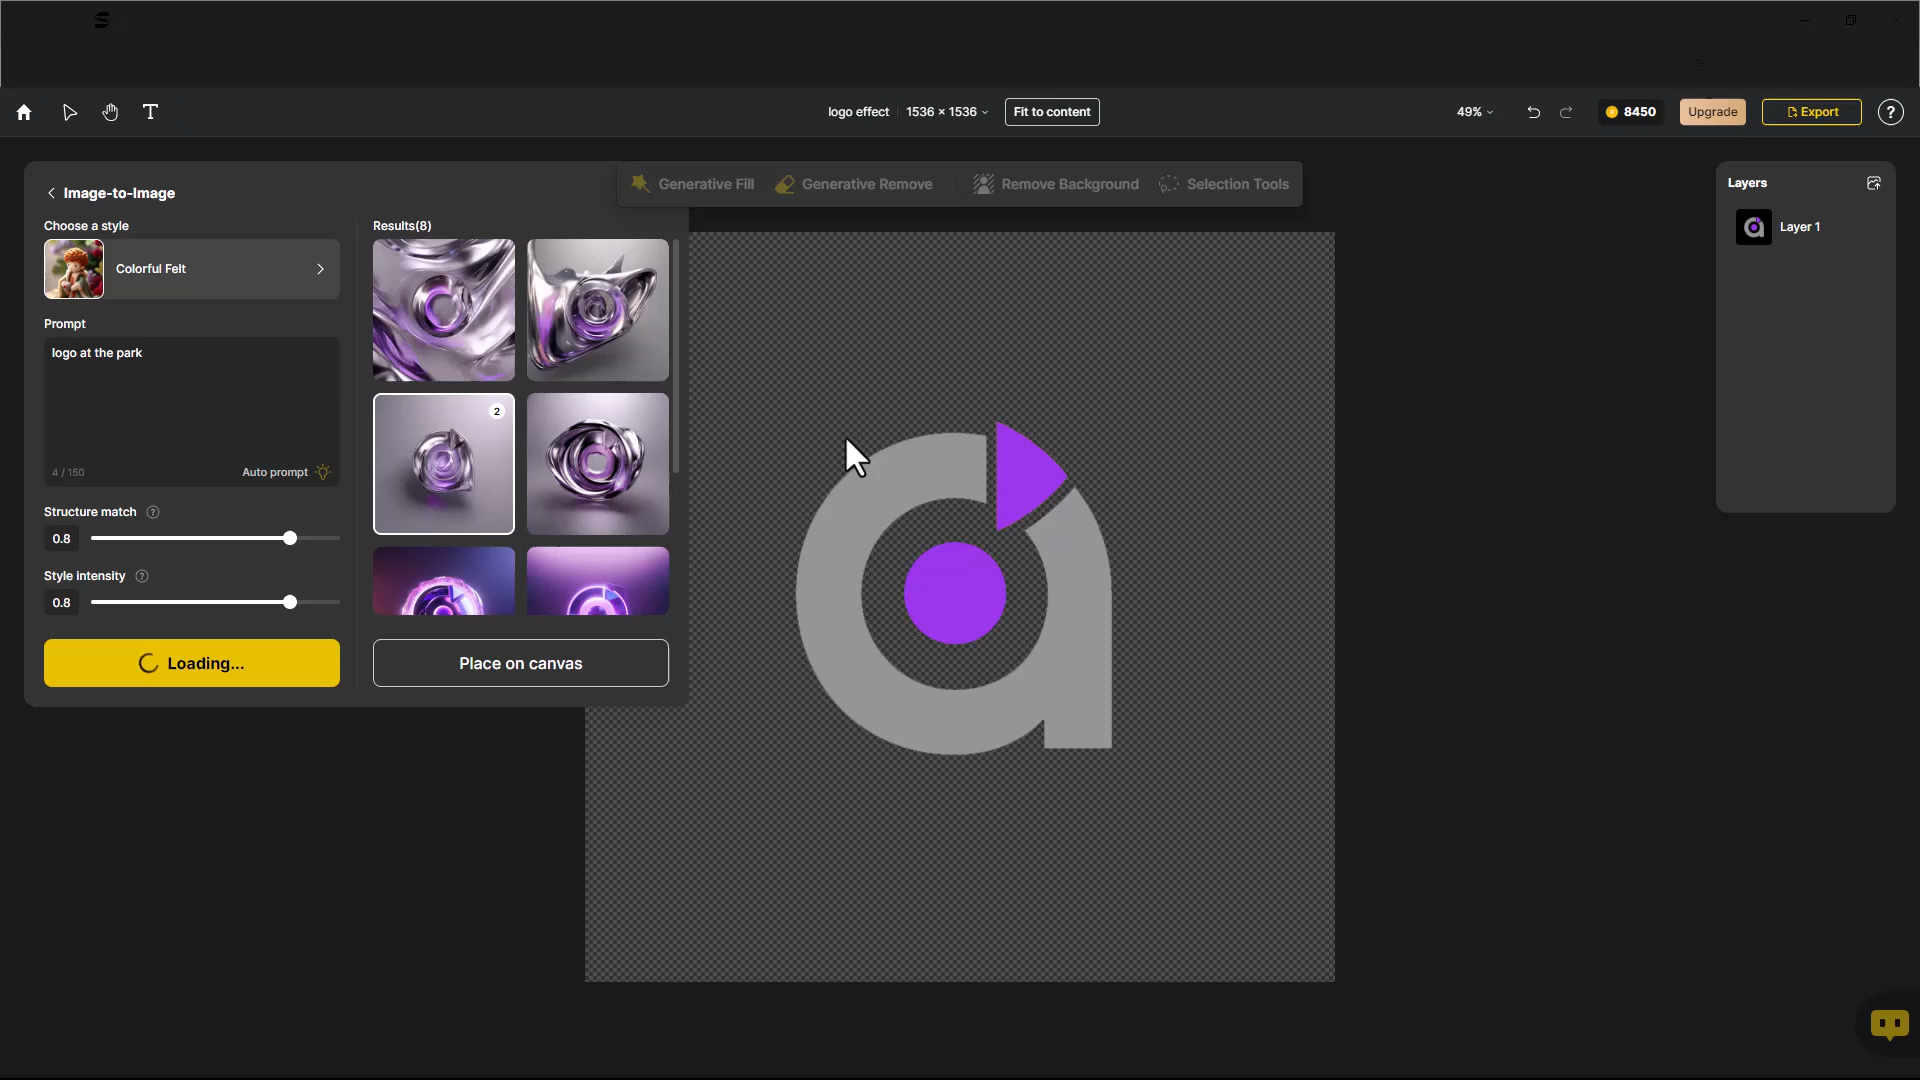 logo effect
1536 × 1536
Fit to content
49%
8450
Upgrade
Export
?
Image-to-Image
Generative Fill
Generative Remove
Remove Background
Selection Tools
Layers
Layer 1
Choose a style
Colorful Felt
Prompt
logo at the park
4 / 150
Auto prompt
Structure match ?
0.8
Style intensity ?
0.8
Loading...
Results(8)
2
Place on canvas